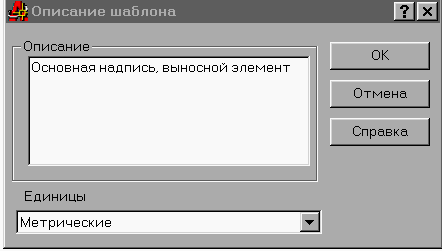 Описание шаблона
Описание
Основная надпись, выносной элемент
OK
Отмена
Справка
Единицы
Метрические